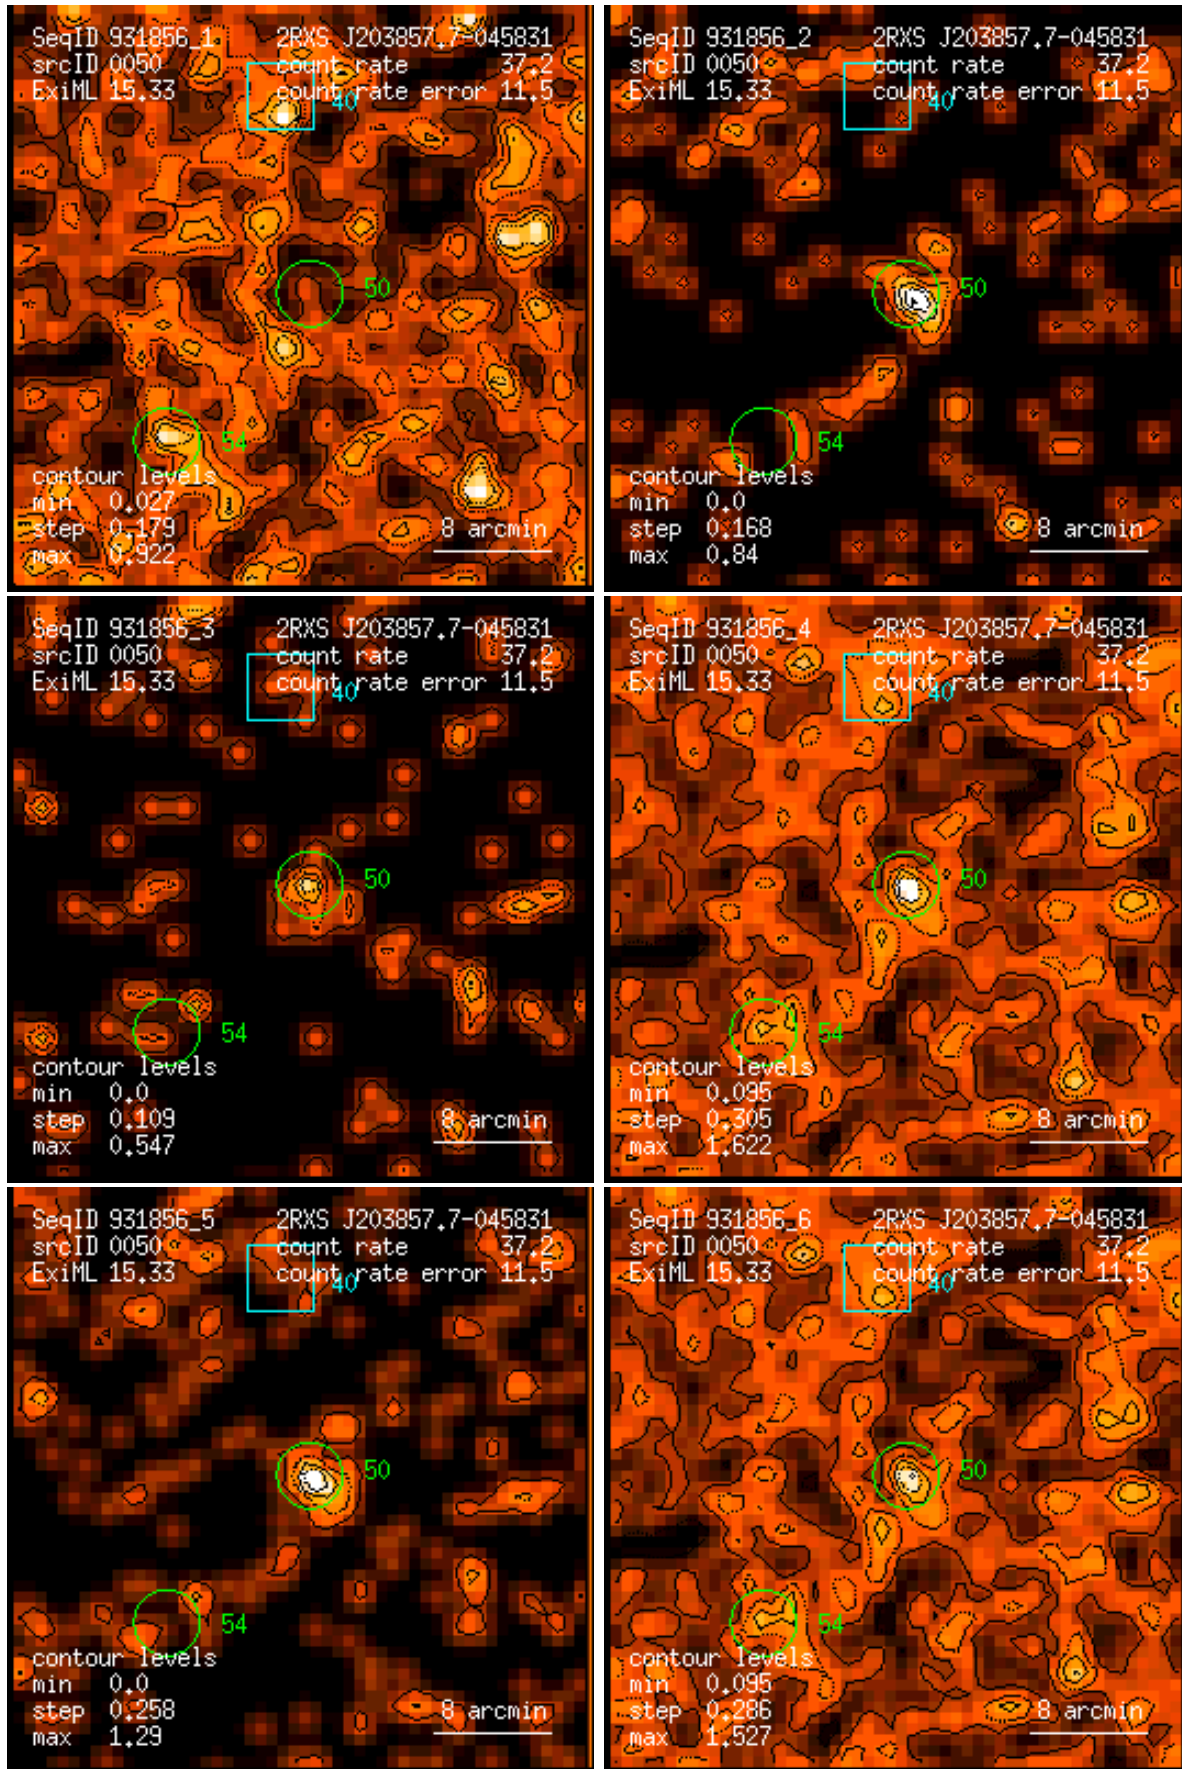 SeqID 931856_1 2RXS J203857.7-045831
srcID 0050 count rate 37.2
ExiML 15.33 count rate error 11.5
40
50
54
contour levels
min 0.027
step 0.179 8 arcmin
max 0.922
SeqID 931856_2 2RXS J203857.7-045831
srcID 0050 count rate 37.2
ExiML 15.33 count rate error 11.5
40
50
54
contour levels
min 0.0
step 0.168 8 arcmin
max 0.84
SeqID 931856_3 2RXS J203857.7-045831
srcID 0050 count rate 37.2
ExiML 15.33 count rate error 11.5
40
50
54
contour levels
min 0.0
step 0.109 8 arcmin
max 0.547
SeqID 931856_4 2RXS J203857.7-045831
srcID 0050 count rate 37.2
ExiML 15.33 count rate error 11.5
40
50
54
contour levels
min 0.095
step 0.305 8 arcmin
max 1.622
SeqID 931856_5 2RXS J203857.7-045831
srcID 0050 count rate 37.2
ExiML 15.33 count rate error 11.5
40
50
54
contour levels
min 0.0
step 0.258 8 arcmin
max 1.29
SeqID 931856_6 2RXS J203857.7-045831
srcID 0050 count rate 37.2
ExiML 15.33 count rate error 11.5
40
50
54
contour levels
min 0.095
step 0.286 8 arcmin
max 1.527